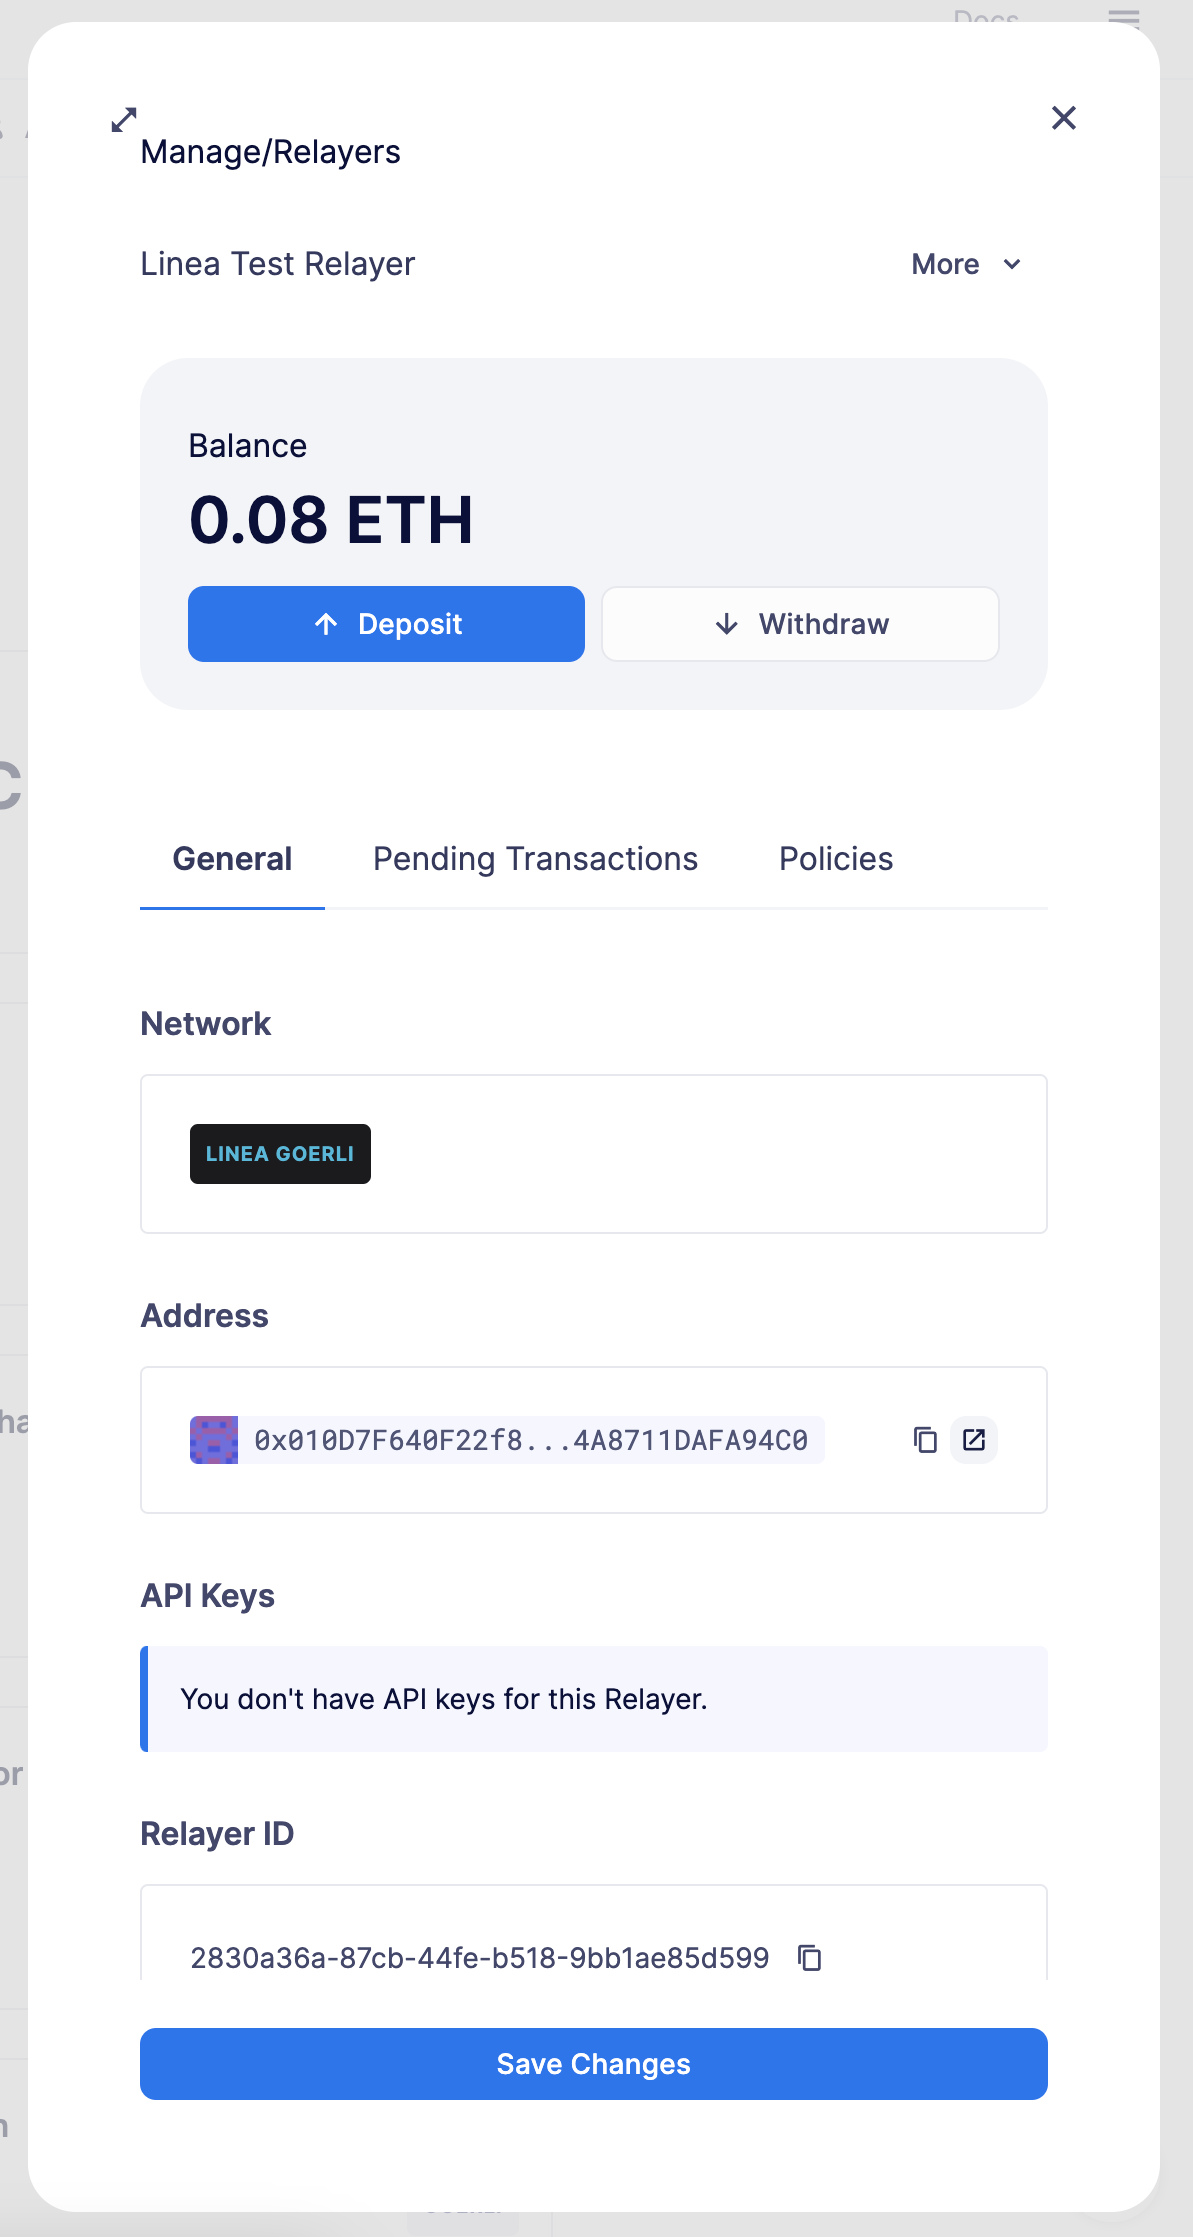 Docs
Manage/Relayers
Linea Test Relayer
More
Balance
0.08 ETH
Deposit
Withdraw
General
Pending Transactions
Policies
Network
LINEA GOERLI
Address
0x010D7F640F22f8...4A8711DAFA94C0
API Keys
You don't have API keys for this Relayer.
Relayer ID
2830a36a-87cb-44fe-b518-9bb1ae85d599
Save Changes